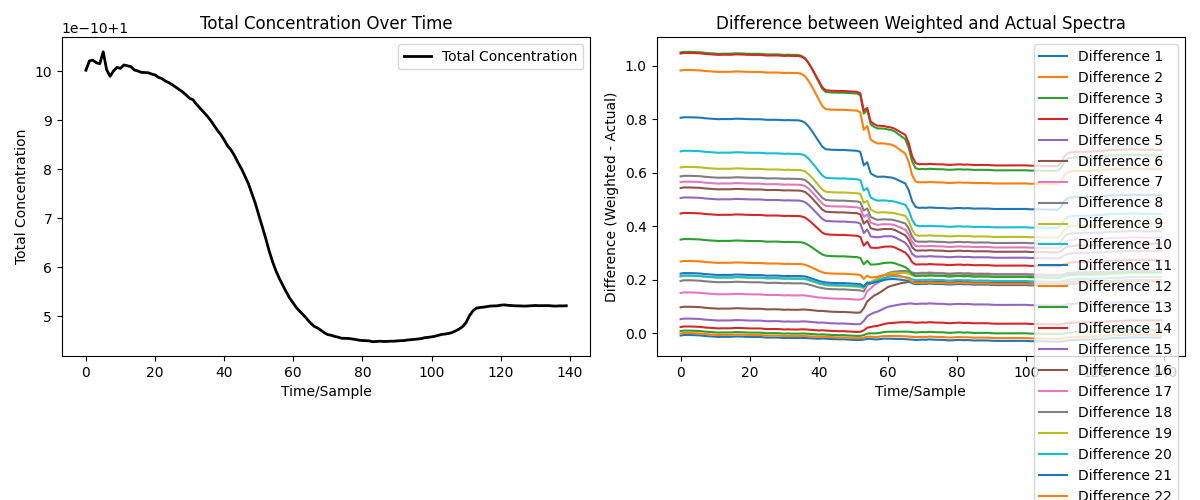 Total Concentration Over Time
1e−10+1
Total Concentration
10
9
8
7
6
5
0 20 40 60 80 100 120 140
Time/Sample
Total Concentration
Difference between Weighted and Actual Spectra
Difference (Weighted - Actual)
1.0
0.8
0.6
0.4
0.2
0.0
0 20 40 60 80 100
Time/Sample
Difference 1
Difference 2
Difference 3
Difference 4
Difference 5
Difference 6
Difference 7
Difference 8
Difference 9
Difference 10
Difference 11
Difference 12
Difference 13
Difference 14
Difference 15
Difference 16
Difference 17
Difference 18
Difference 19
Difference 20
Difference 21
Difference 22